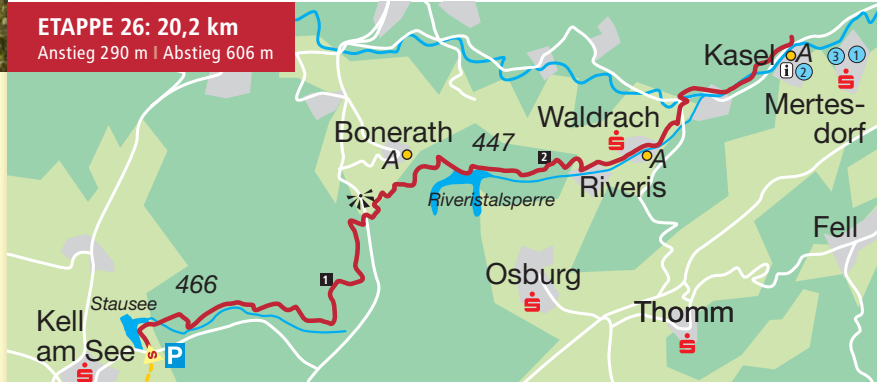 ETAPPE 26: 20,2 km
Anstieg 290 m | Abstieg 606 m
Kasel
A
i
2
3
1
Mertes-
dorf
Waldrach
Bonerath
A
447
2
A
Riveris
Riveristalsperre
Fell
Osburg
Thomm
466
1
Stausee
Kell
am See
S
P